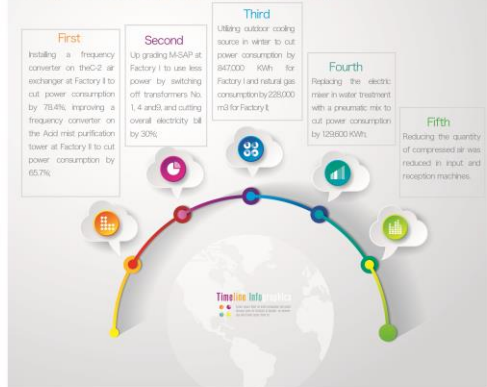 First
Installing a frequency
converter on theC-2 air
exchanger at Factory II to
cut power consumption
by 78.4%, improving a
frequency converter on
the Acid mist purification
tower at Factory II to cut
power consumption by
65.7%;
Second
Up grading M-SAP at
Factory I to use less
power by switching
off transformers No.
1, 4 and9, and cutting
overall electricity bill
by 30%;
Third
Utilizing outdoor cooling
source in winter to cut
power consumption by
847,000 KWh for
Factory I and natural gas
consumption by 228,000
m3 for Factory II;
Fourth
Replacing the electric
mixer in water treatment
with a pneumatic mix to
cut power consumption
by 129,600 KWh;
Fifth
Reducing the quantity
of compressed air was
reduced in input and
reception machines.
Timeline Infographics